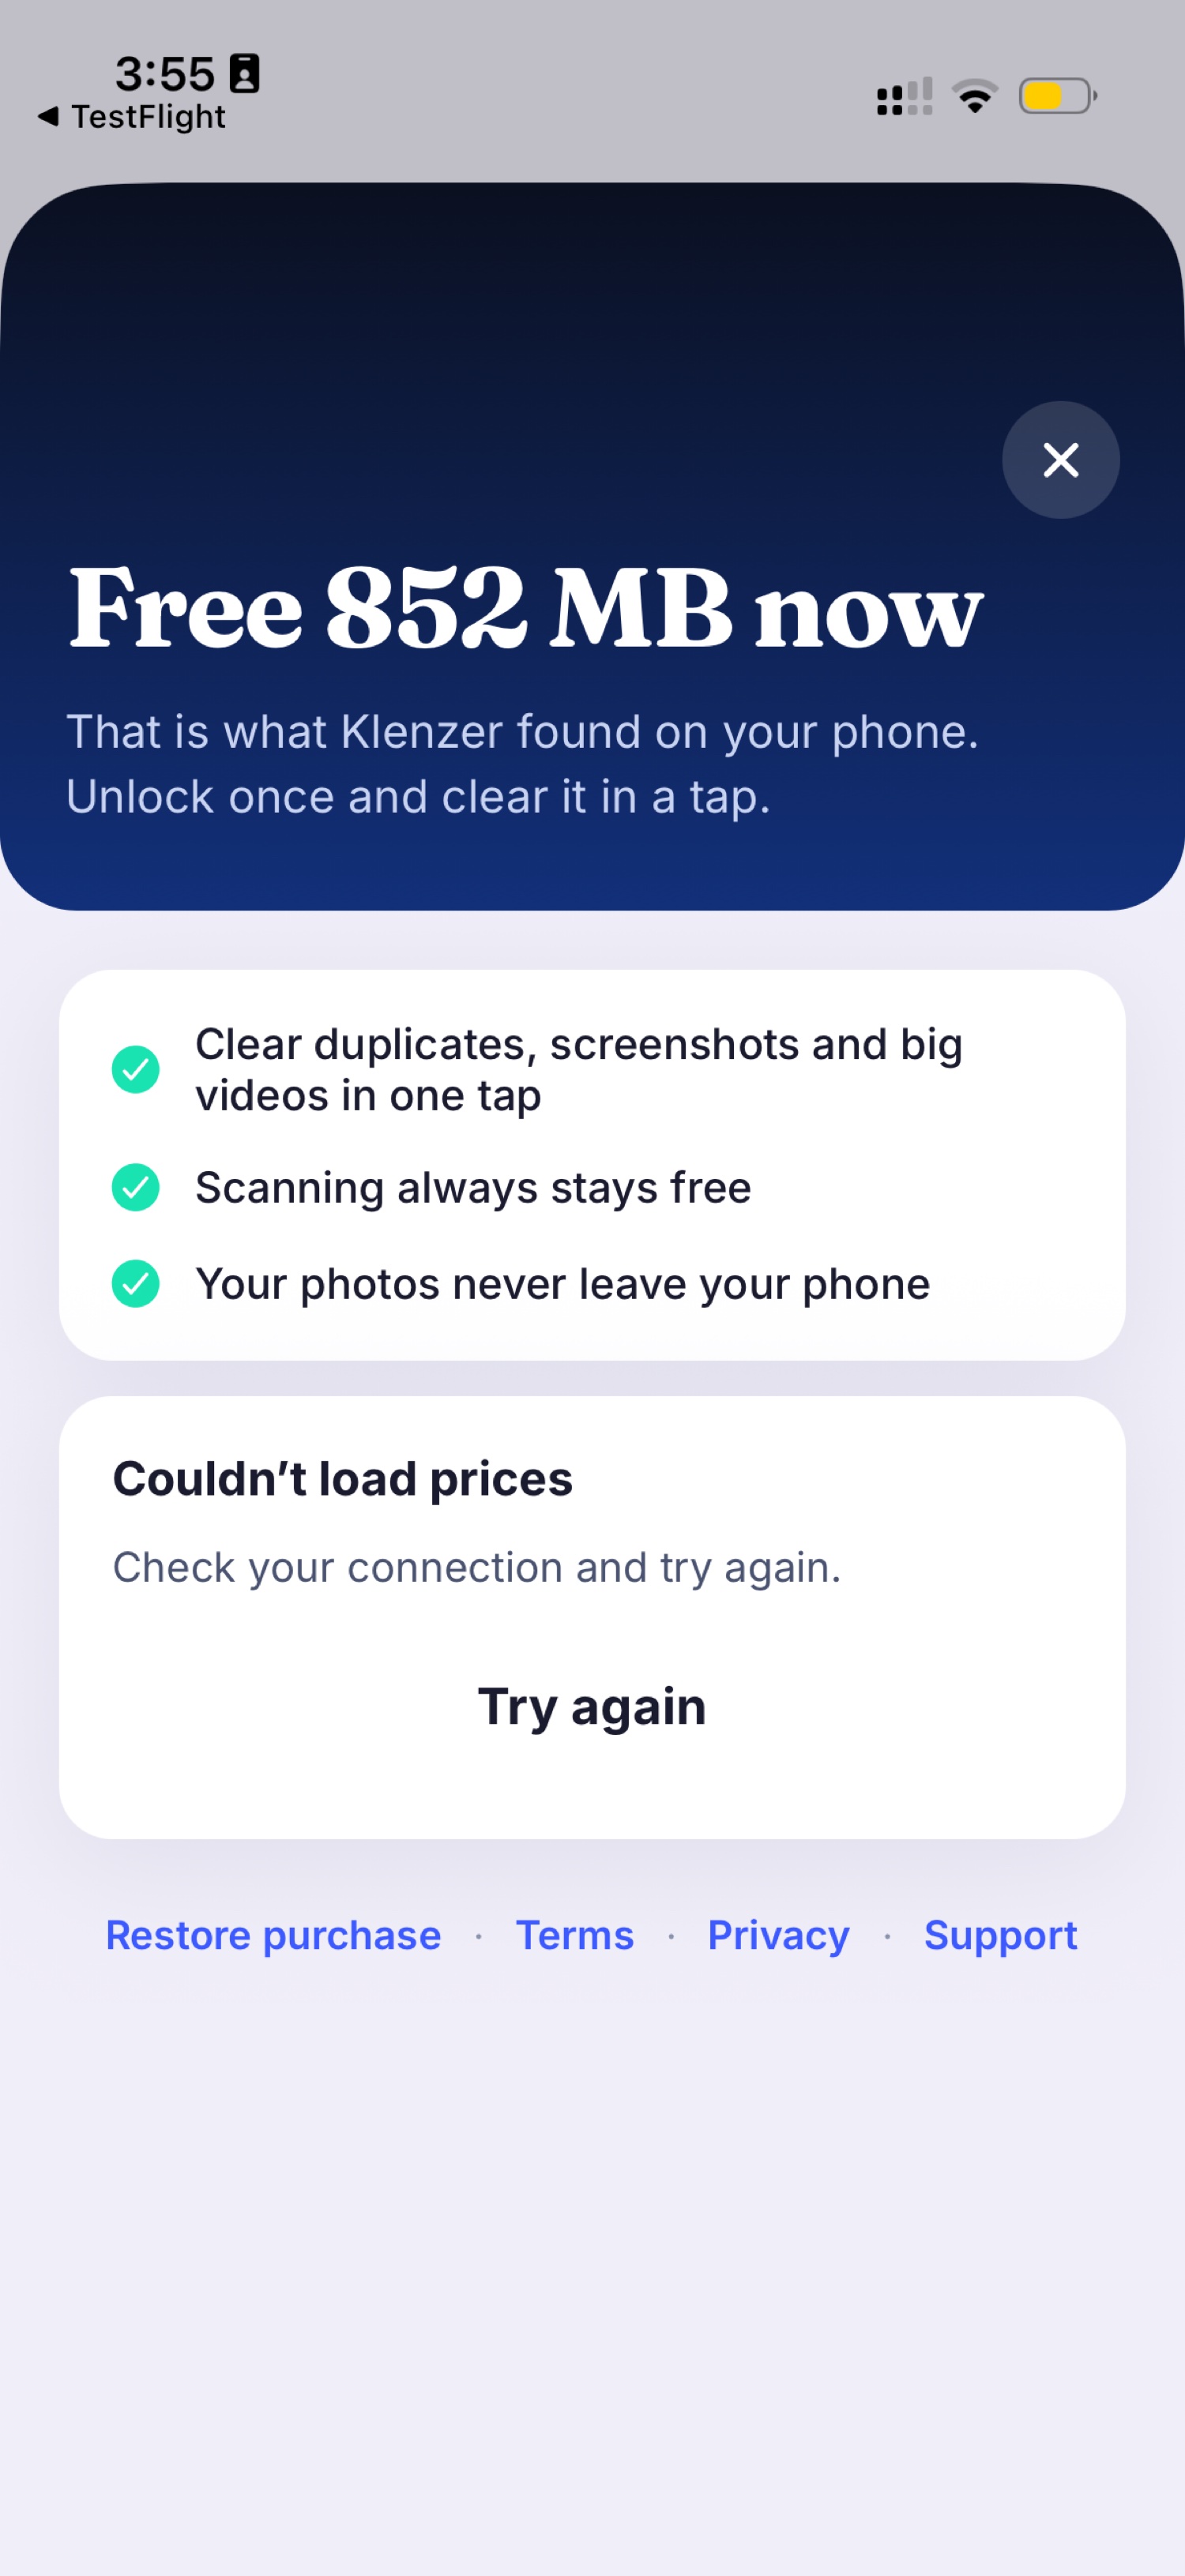 3:55
TestFlight
Free 852 MB now
That is what Klenzer found on your phone.
Unlock once and clear it in a tap.
Clear duplicates, screenshots and big
videos in one tap
Scanning always stays free
Your photos never leave your phone
Couldn’t load prices
Check your connection and try again.
Try again
Restore purchase · Terms · Privacy · Support